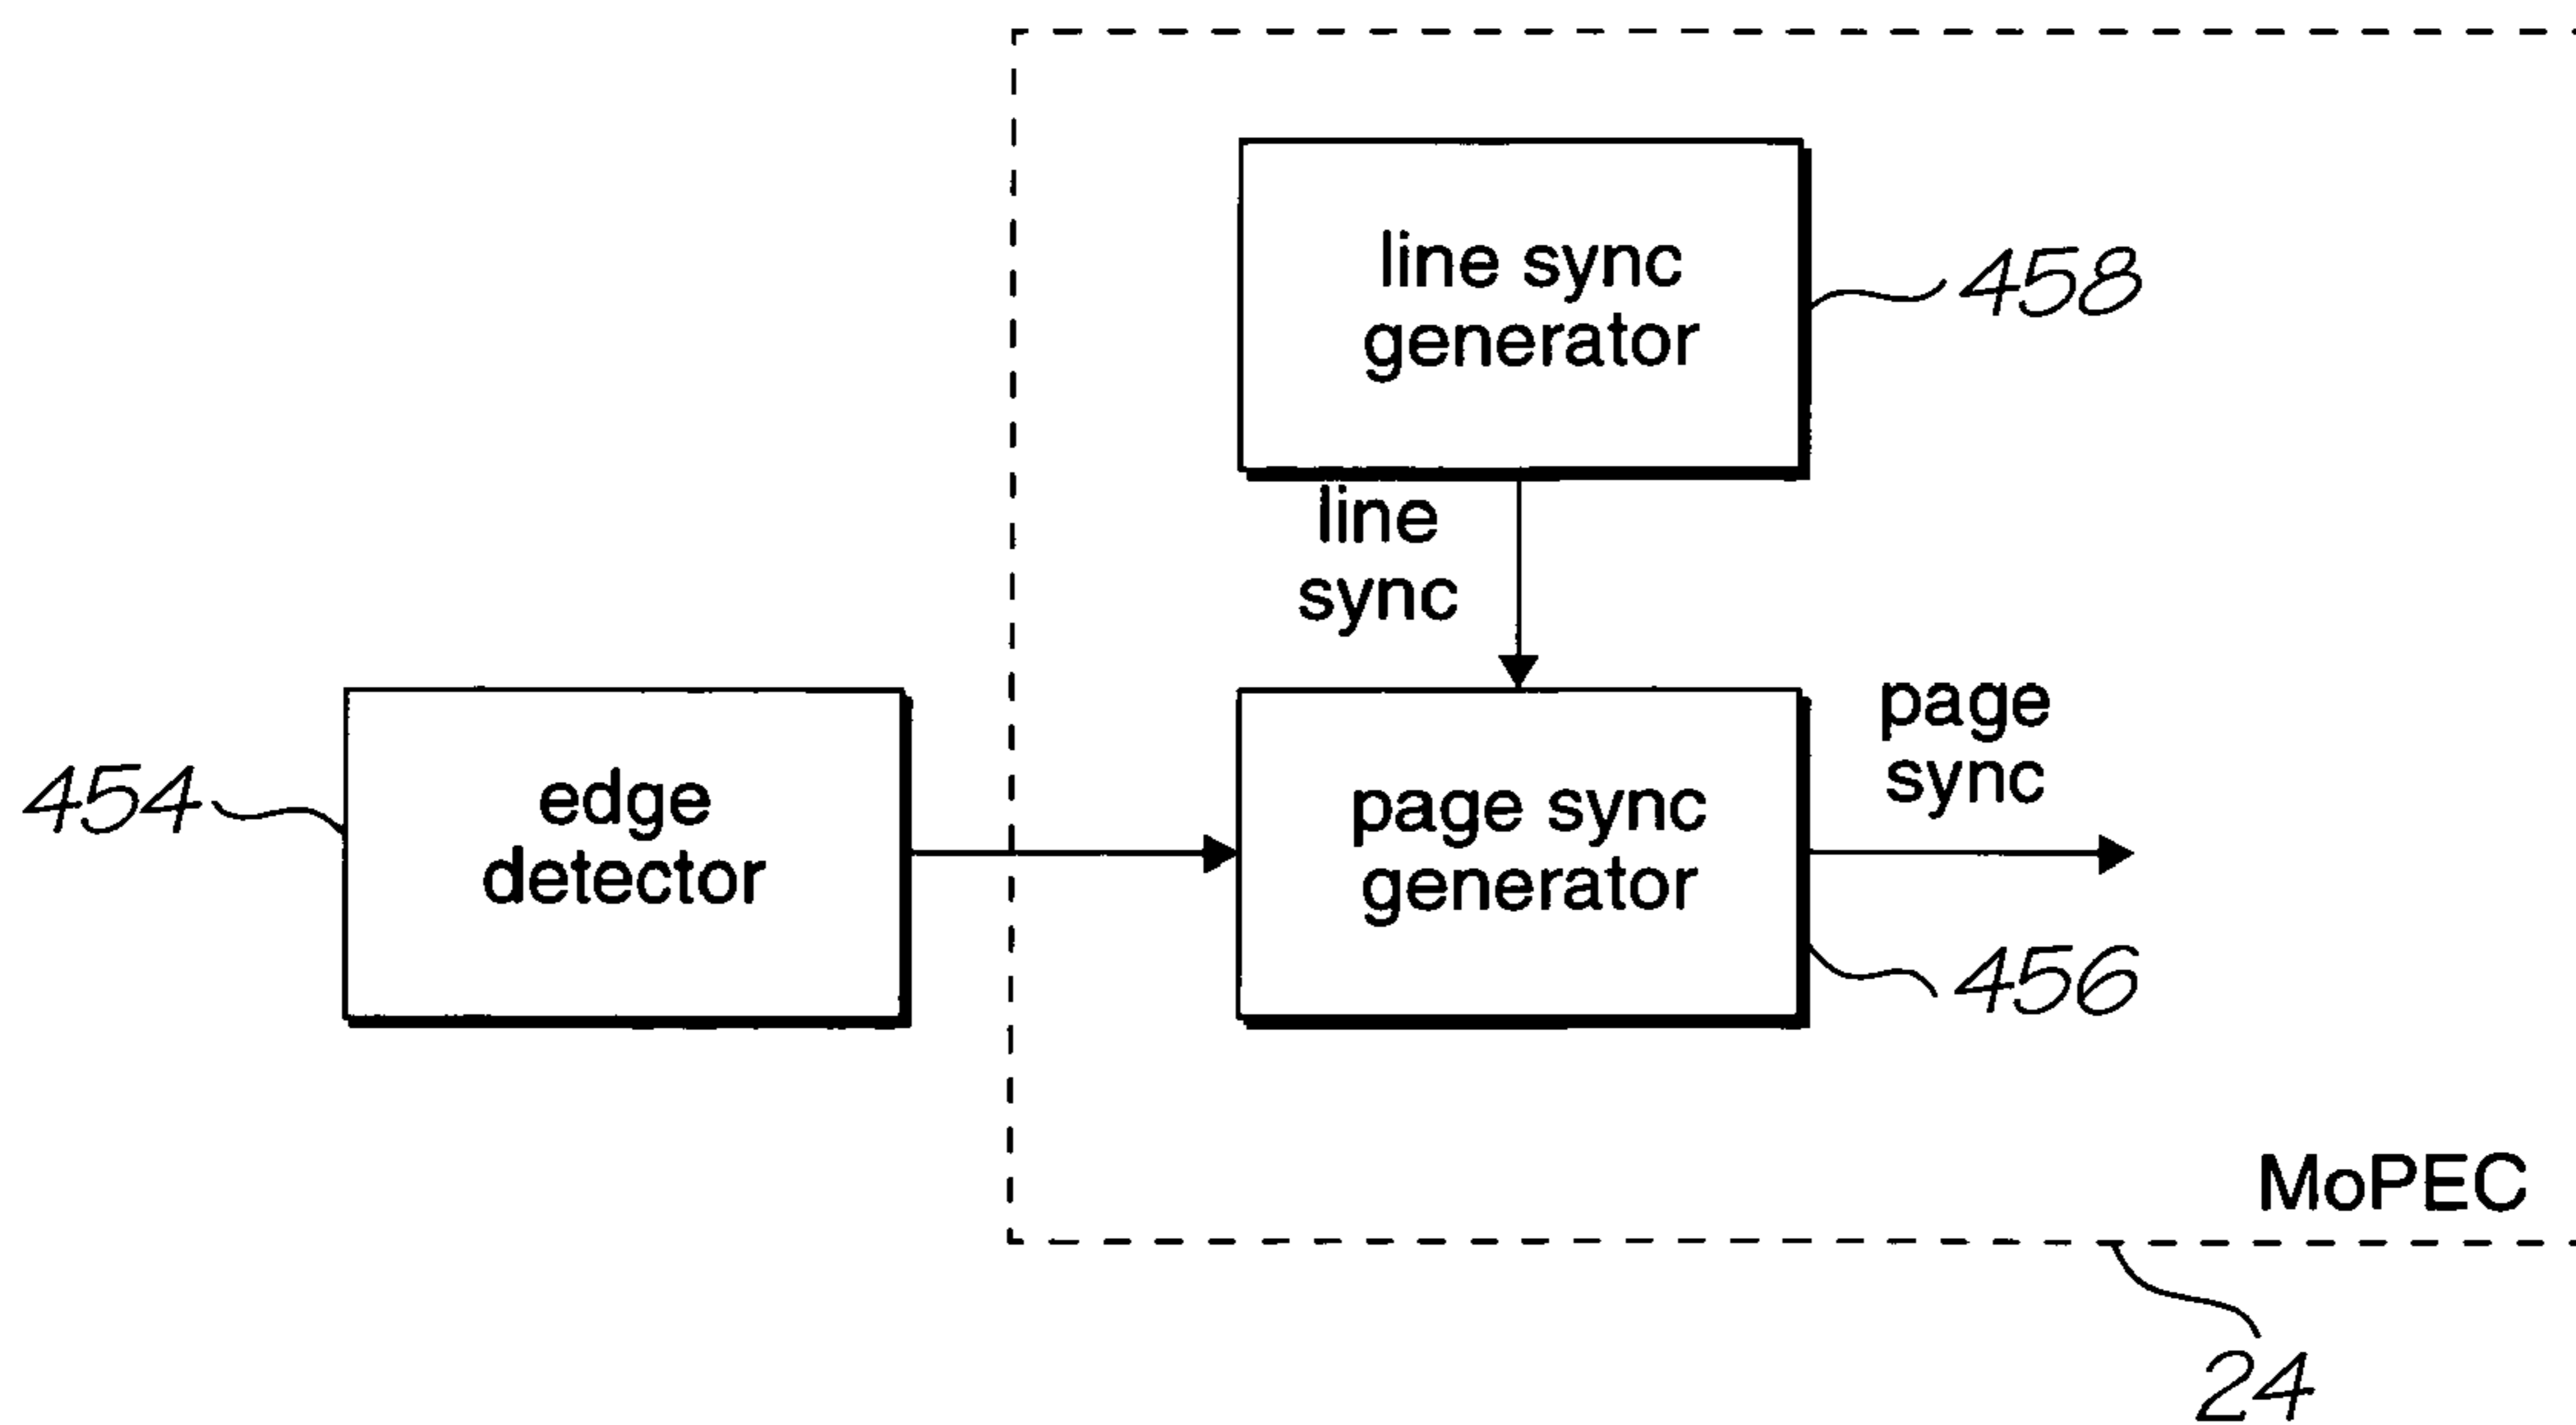 line sync
generator
458
line
sync
page
sync
454
edge
detector
page sync
generator
456
MoPEC
24